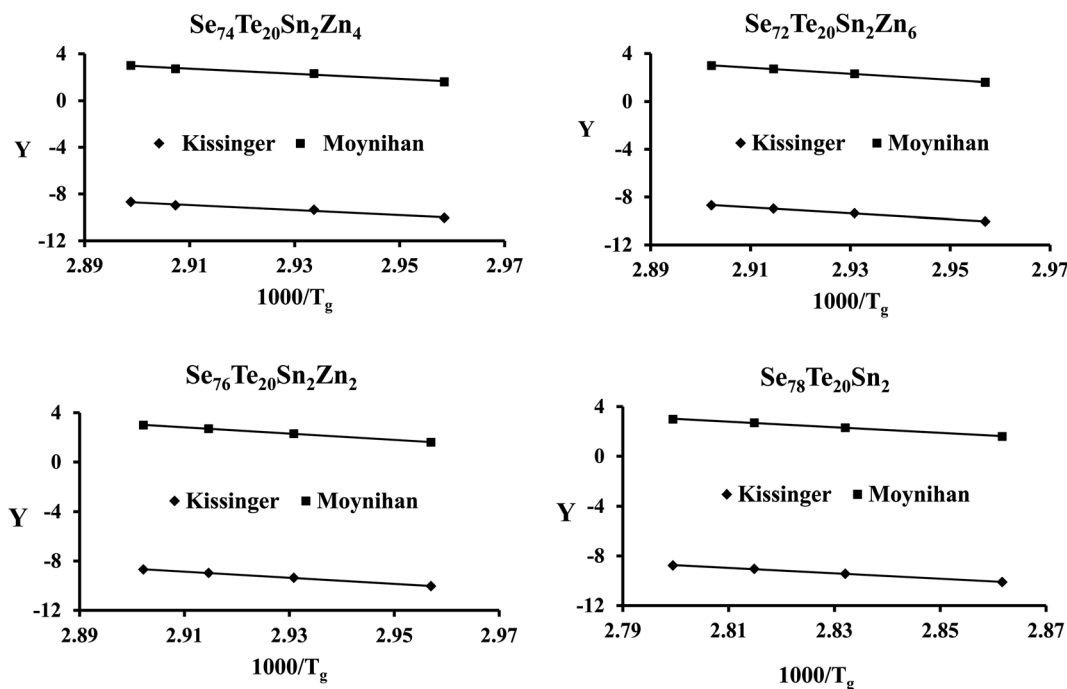 Se₇₄Te₂₀Sn₂Zn₄
4
0
-4
-8
-12
Y
Kissinger Moynihan
2.89 2.91 2.93 2.95 2.97
1000/Tg
Se₇₂Te₂₀Sn₂Zn₆
4
0
-4
-8
-12
Y
Kissinger Moynihan
2.89 2.91 2.93 2.95 2.97
1000/Tg
Se₇₆Te₂₀Sn₂Zn₂
4
0
-4
-8
-12
Y
Kissinger Moynihan
2.89 2.91 2.93 2.95 2.97
1000/Tg
Se₇₈Te₂₀Sn₂
4
0
-4
-8
-12
Y
Kissinger Moynihan
2.79 2.81 2.83 2.85 2.87
1000/Tg